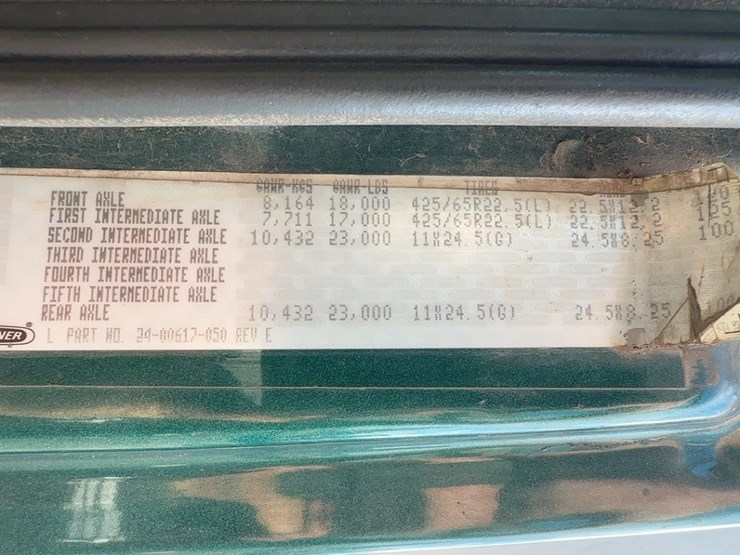 GAWR-KGS GAWR LBS TIRES
FRONT AXLE 8,164 18,000 425/65R22.5(L)
FIRST INTERMEDIATE AXLE 7,711 17,000 425/65R22.5(L) 125
SECOND INTERMEDIATE AXLE 10,432 23,000 11X24.5(G) 24.5X8.25 100
THIRD INTERMEDIATE AXLE
FOURTH INTERMEDIATE AXLE
FIFTH INTERMEDIATE AXLE
REAR AXLE 10,432 23,000 11X24.5(G) 24.5X8.25
NER L PART NO. 24-00617-050 REV E